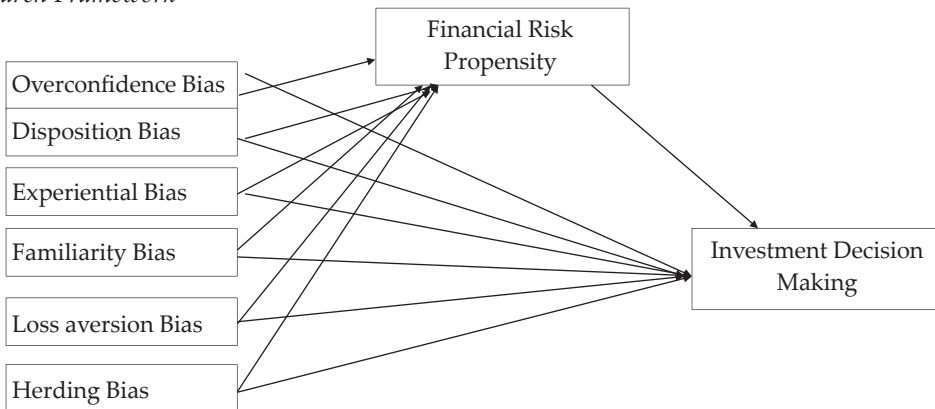 Financial Risk
Propensity
Overconfidence Bias
Disposition Bias
Experiential Bias
Familiarity Bias
Loss aversion Bias
Herding Bias
Investment Decision
Making